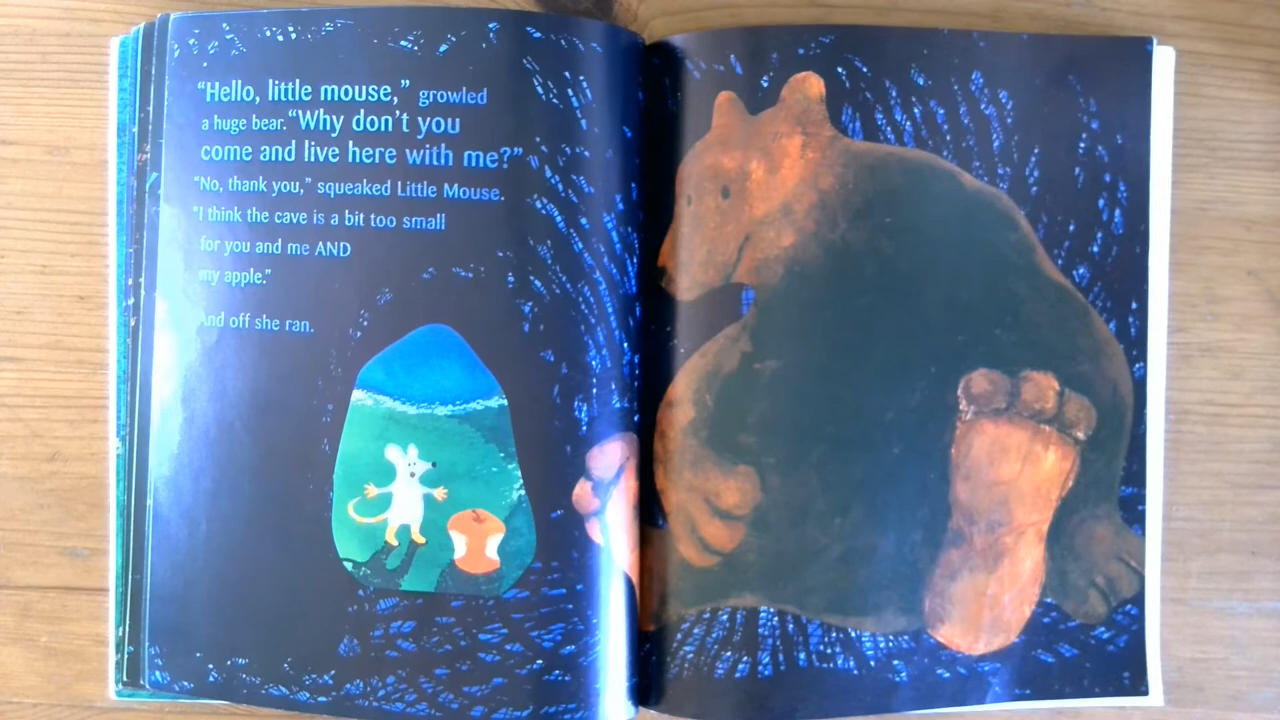 “Hello, little mouse,” growled
a huge bear. “Why don’t you
come and live here with me?”
“No, thank you,” squeaked Little Mouse.
“I think the cave is a bit too small
for you and me AND
my apple.”
And off she ran.